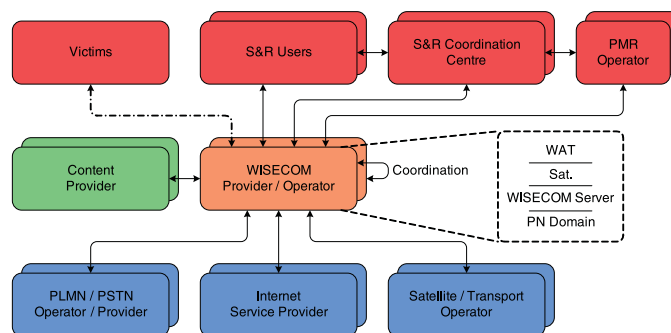 Victims
S&R Users
S&R Coordination
Centre
PMR
Operator
Content
Provider
WISECOM
Provider / Operator
Coordination
WAT
Sat.
WISECOM Server
PN Domain
PLMN / PSTN
Operator / Provider
Internet
Service Provider
Satellite / Transport
Operator